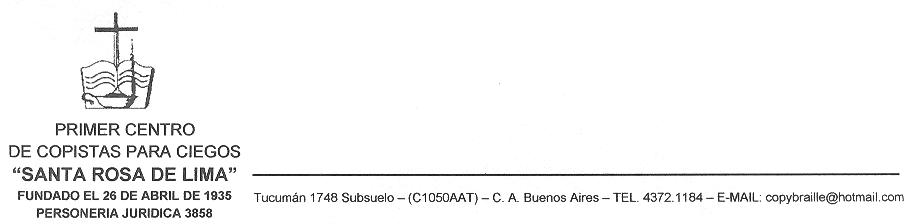 PRIMER CENTRO
DE COPISTAS PARA CIEGOS
“SANTA ROSA DE LIMA”
FUNDADO EL 26 DE ABRIL DE 1935
PERSONERIA JURIDICA 3858
Tucumán 1748 Subsuelo – (C1050AAT) – C. A. Buenos Aires – TEL. 4372.1184 – E-MAIL: copybraille@hotmail.com